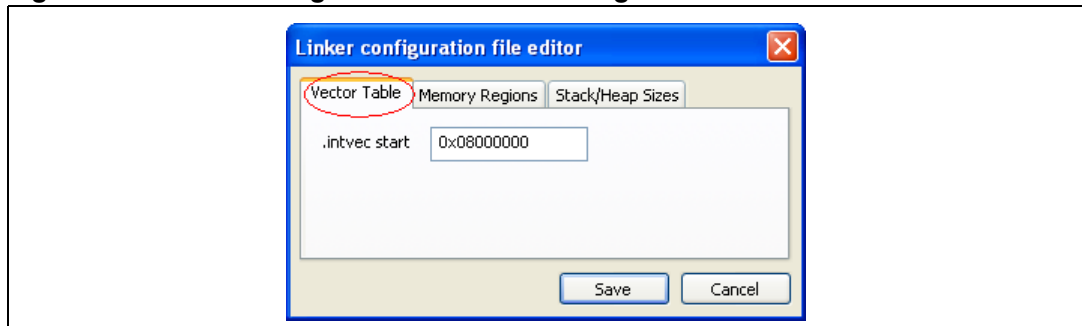 Linker configuration file editor
Vector Table Memory Regions Stack/Heap Sizes
.intvec start 0x08000000
Save Cancel